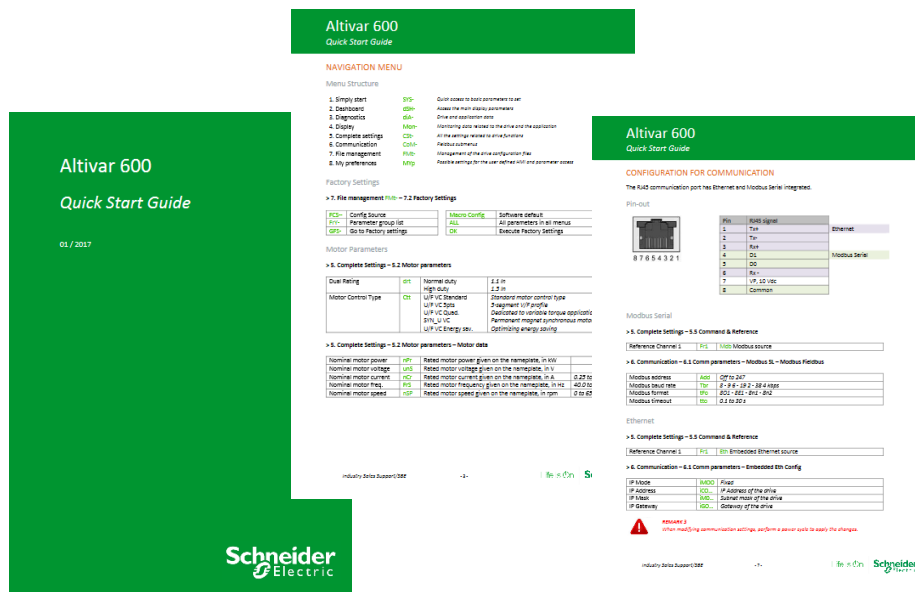 Altivar 600
Quick Start Guide
01 / 2017
Schneider
Electric
Altivar 600
Quick Start Guide
NAVIGATION MENU
Menu Structure
1. Simply start SYS- Quick access to basic parameters to set
2. Dashboard dSH- Access the main display parameters
3. Diagnostics diA- Drive and application data
4. Display Mon- Monitoring data related to the drive and the application
5. Complete settings CSt- All the settings related to drive functions
6. Communication CoM- Fieldbus submenus
7. File management FMt- Management of the drive configuration files
8. My preferences MYp Possible settings for the user defined HMI and parameter access
Factory Settings
> 7. File management FMt- – 7.2 Factory Settings
FCS- Config Source Macro Config Software default
FrY- Parameter group list ALL All parameters in all menus
GFS- Go to Factory settings OK Execute Factory Settings
Motor Parameters
> 5. Complete Settings – 5.2 Motor parameters
Dual Rating drt Normal duty 1.1 In
High duty 1.5 In
Motor Control Type Ctt U/F VC Standard Standard motor control type
U/F VC 5pts 5-segment V/F profile
U/F VC Quad. Dedicated to variable torque applicatio
SYN_U VC Permanent magnet synchronous moto
U/F VC Energy sav. Optimizing energy saving
> 5. Complete Settings – 5.2 Motor parameters – Motor data
Nominal motor power nPr Rated motor power given on the nameplate, in kW
Nominal motor voltage unS Rated motor voltage given on the nameplate, in V
Nominal motor current nCr Rated motor current given on the nameplate, in A 0.25 to
Nominal motor freq. FrS Rated motor frequency given on the nameplate, in Hz 40.0 to
Nominal motor speed nSP Rated motor speed given on the nameplate, in rpm 0 to 65
Industry Sales Support/SBE -3- Life Is On S
Altivar 600
Quick Start Guide
CONFIGURATION FOR COMMUNICATION
The RJ45 communication port has Ethernet and Modbus Serial integrated.
Pin-out
8 7 6 5 4 3 2 1
Pin RJ45 signal
1 Tx+ Ethernet
2 Tx-
3 Rx+
4 D1 Modbus Serial
5 D0
6 Rx -
7 VP, 10 Vdc
8 Common
Modbus Serial
> 5. Complete Settings – 5.5 Command & Reference
Reference Channel 1 Fr1 Mdb Modbus source
> 6. Communication – 6.1 Comm parameters – Modbus SL – Modbus Fieldbus
Modbus address Add Off to 247
Modbus baud rate Tbr 8 - 9 6 - 19 2 - 38 4 kbps
Modbus format tFo 8O1 - 8E1 - 8n1 - 8n2
Modbus timeout tto 0.1 to 30 s
Ethernet
> 5. Complete Settings – 5.5 Command & Reference
Reference Channel 1 Fr1 Eth Embedded Ethernet source
> 6. Communication – 6.1 Comm parameters – Embedded Eth Config
IP Mode iMO0 Fixed
IP Address iC0... IP Address of the drive
IP Mask iM0... Subnet mask of the drive
IP Gateway iG0... Gateway of the drive
REMARK 5
When modifying communication settings, perform a power cycle to apply the changes.
Industry Sales Support/SBE -7- Life Is On Schneider
Electric